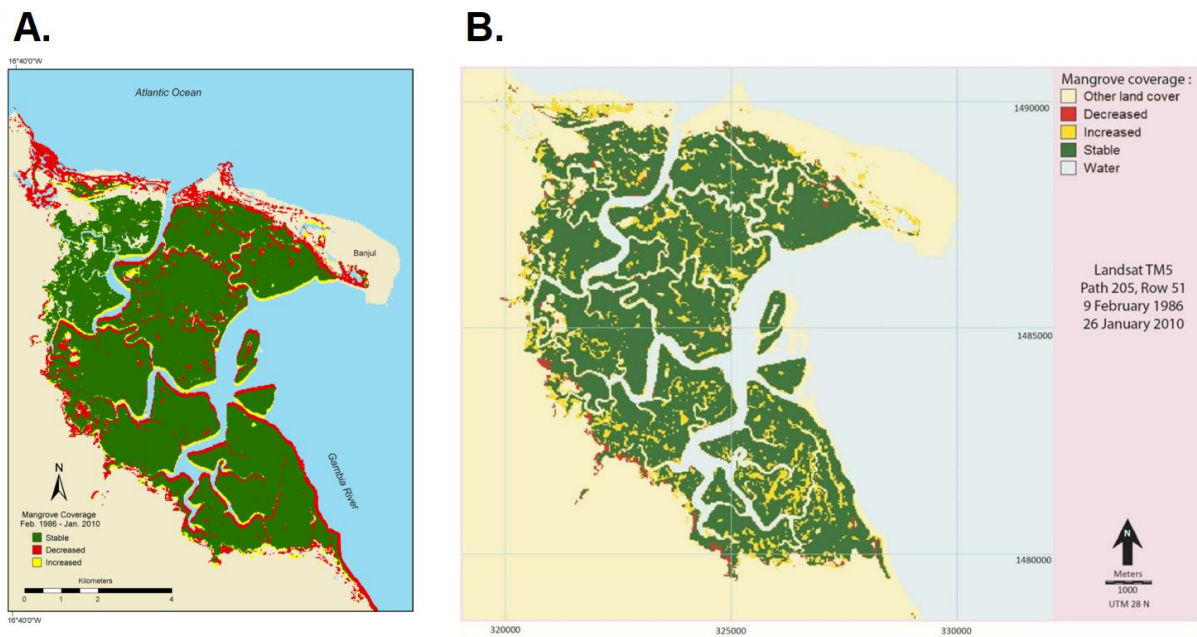 A.
16°40'0"W
Atlantic Ocean
Banjul
Gambia River
N
Mangrove Coverage
Feb. 1986 - Jan. 2010
Stable
Decreased
Increased
Kilometers
0 1 2 4
16°40'0"W
B.
Mangrove coverage :
Other land cover
Decreased
Increased
Stable
Water
1490000
Landsat TM5
Path 205, Row 51
9 February 1986
26 January 2010
1485000
1480000
N
Meters
1000
UTM 28 N
320000 325000 330000